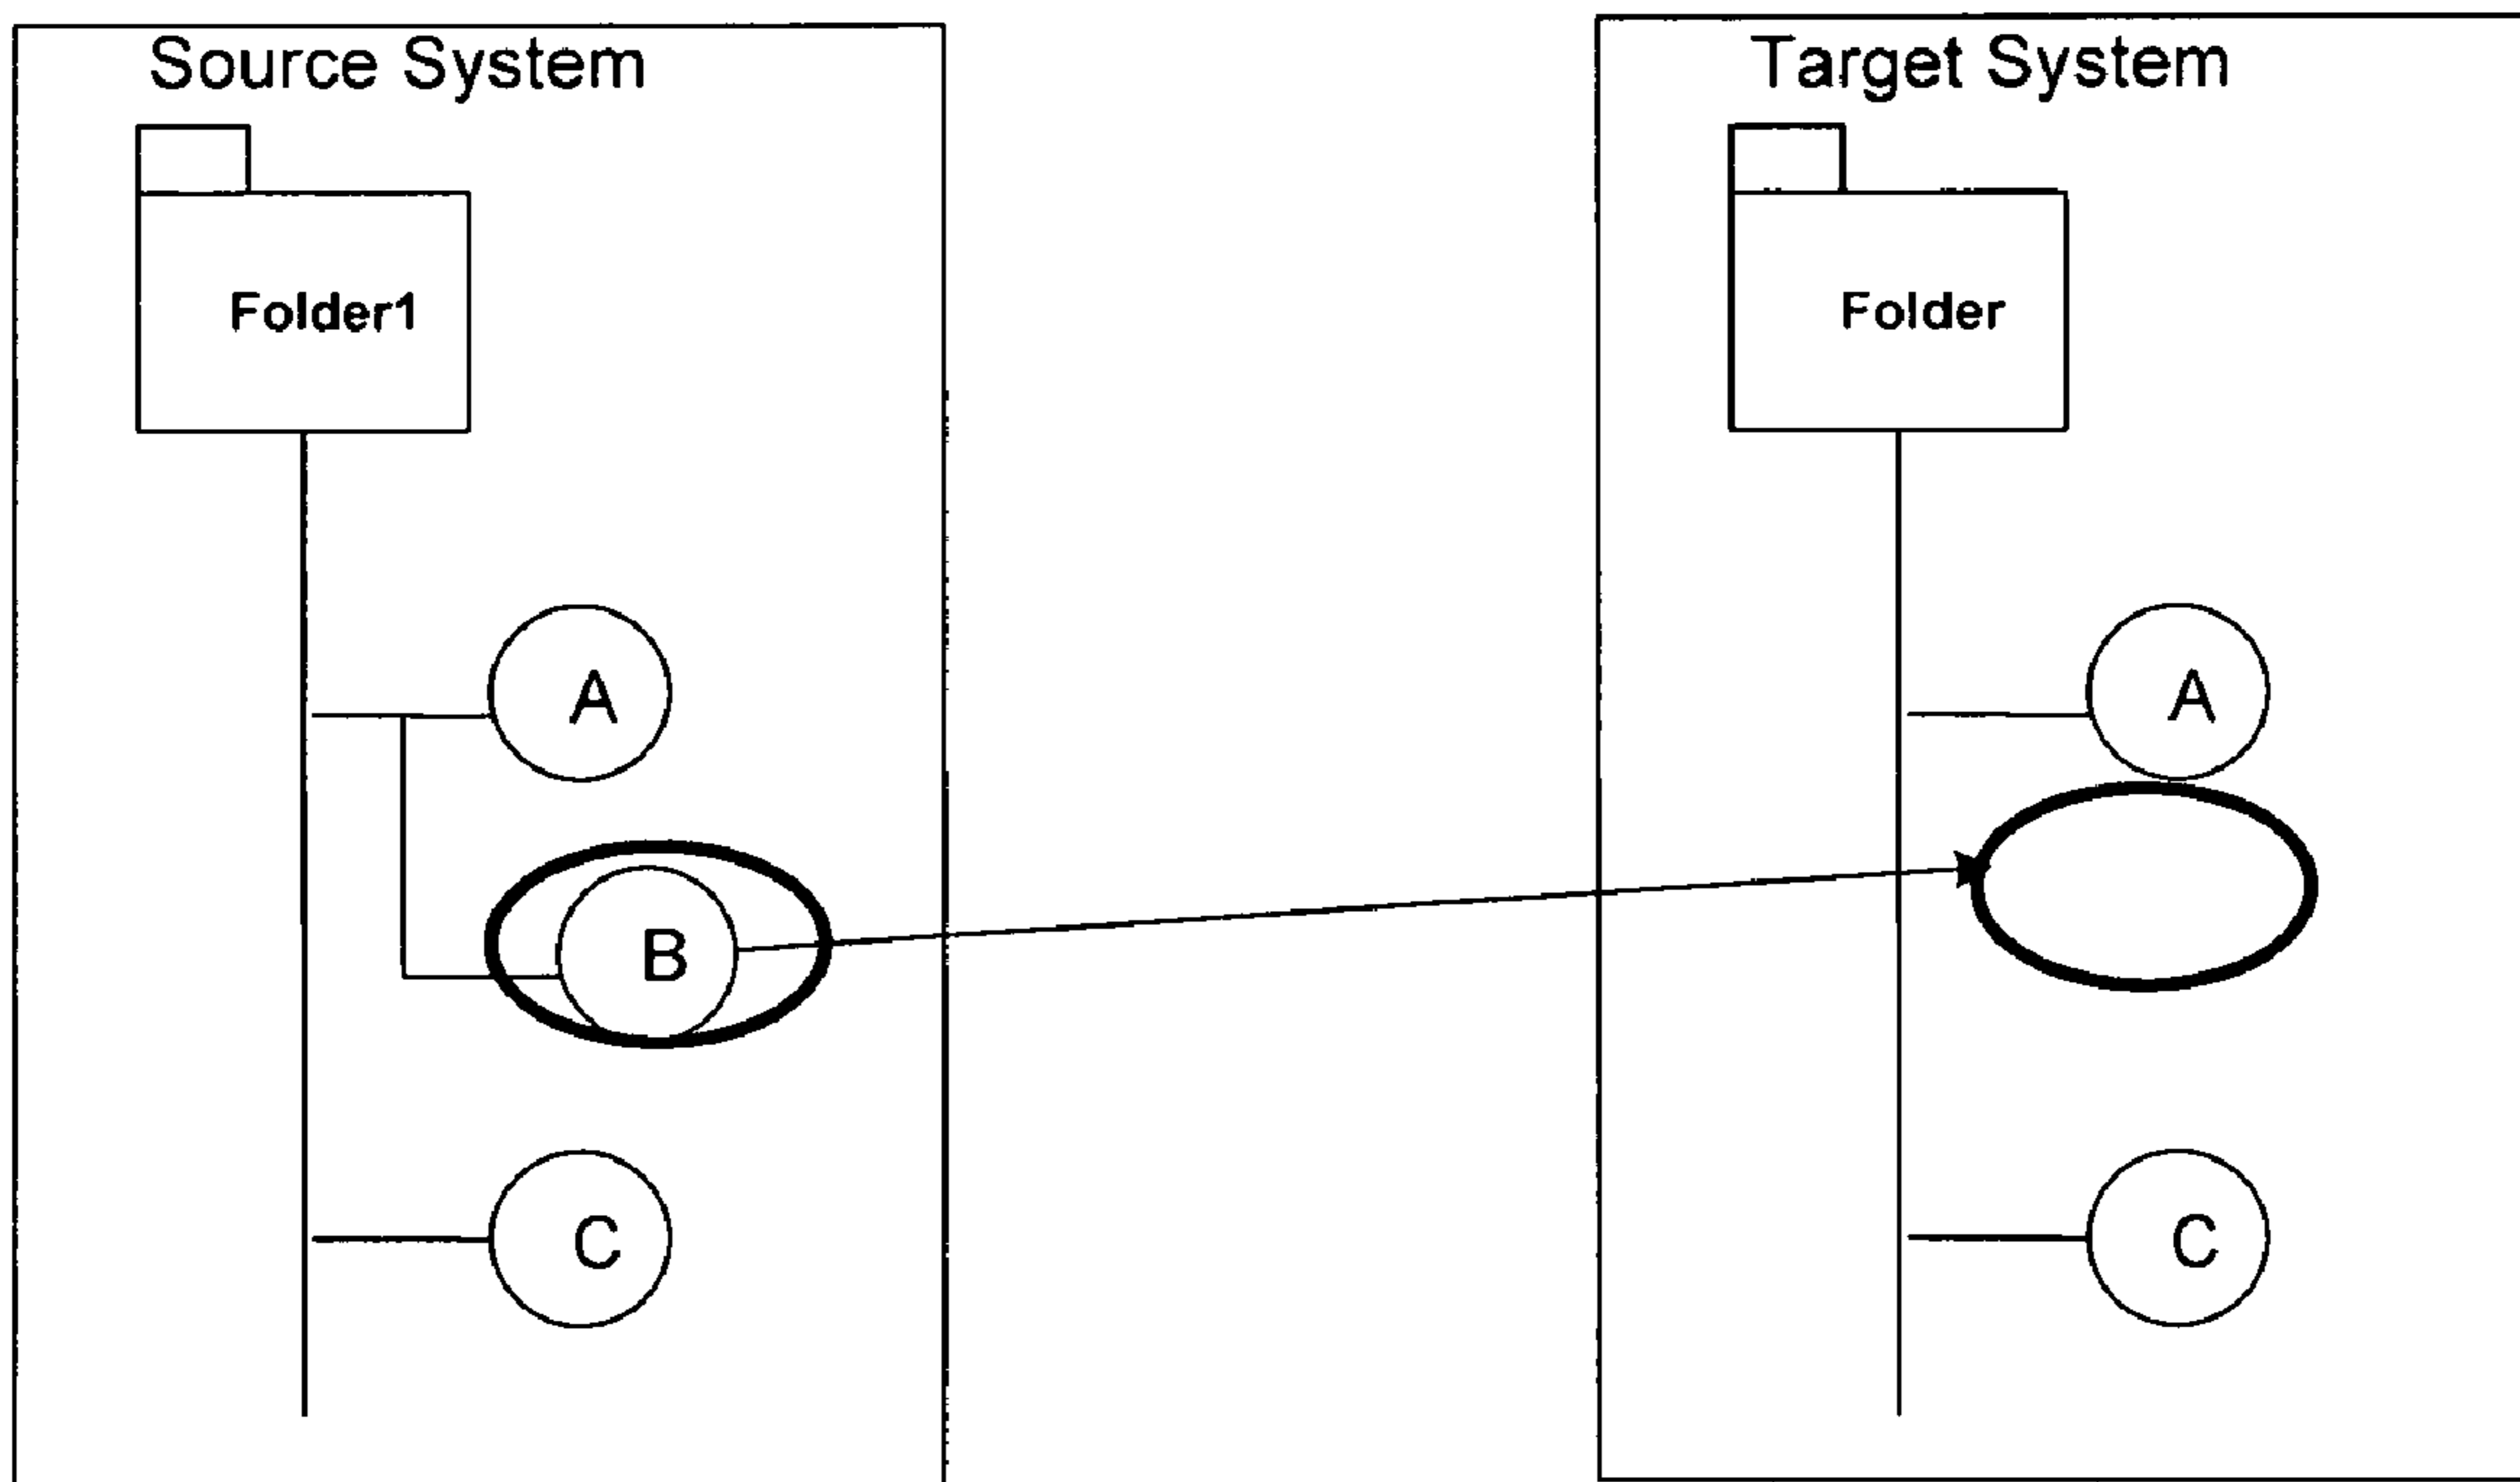 Source System
Folder1
A
B
C
Target System
Folder
A
C